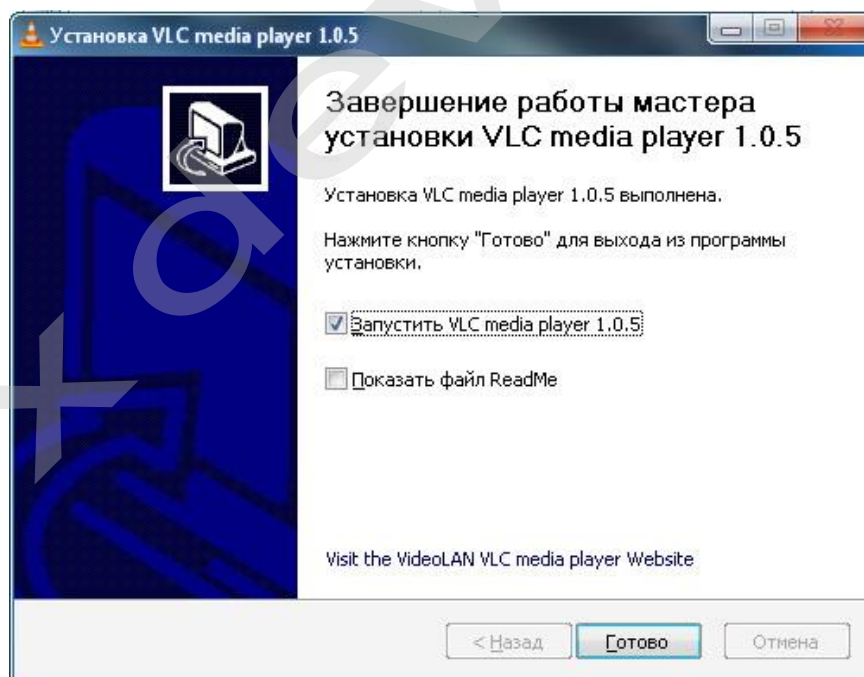 Установка VLC media player 1.0.5
Завершение работы мастера
установки VLC media player 1.0.5
Установка VLC media player 1.0.5 выполнена.
Нажмите кнопку "Готово" для выхода из программы
установки.
Запустить VLC media player 1.0.5
Показать файл ReadMe
Visit the VideoLAN VLC media player Website
< Назад
Готово
Отмена